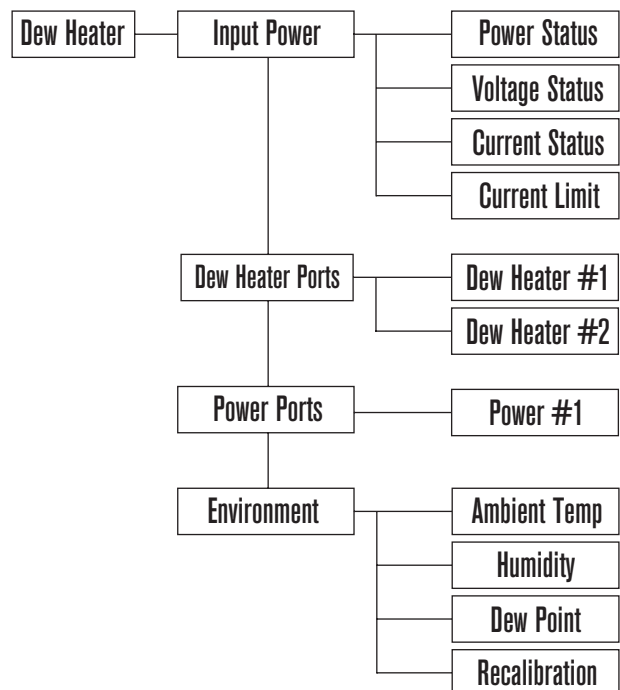 Dew Heater
Input Power
Power Status
Voltage Status
Current Status
Current Limit
Dew Heater Ports
Dew Heater #1
Dew Heater #2
Power Ports
Power #1
Environment
Ambient Temp
Humidity
Dew Point
Recalibration